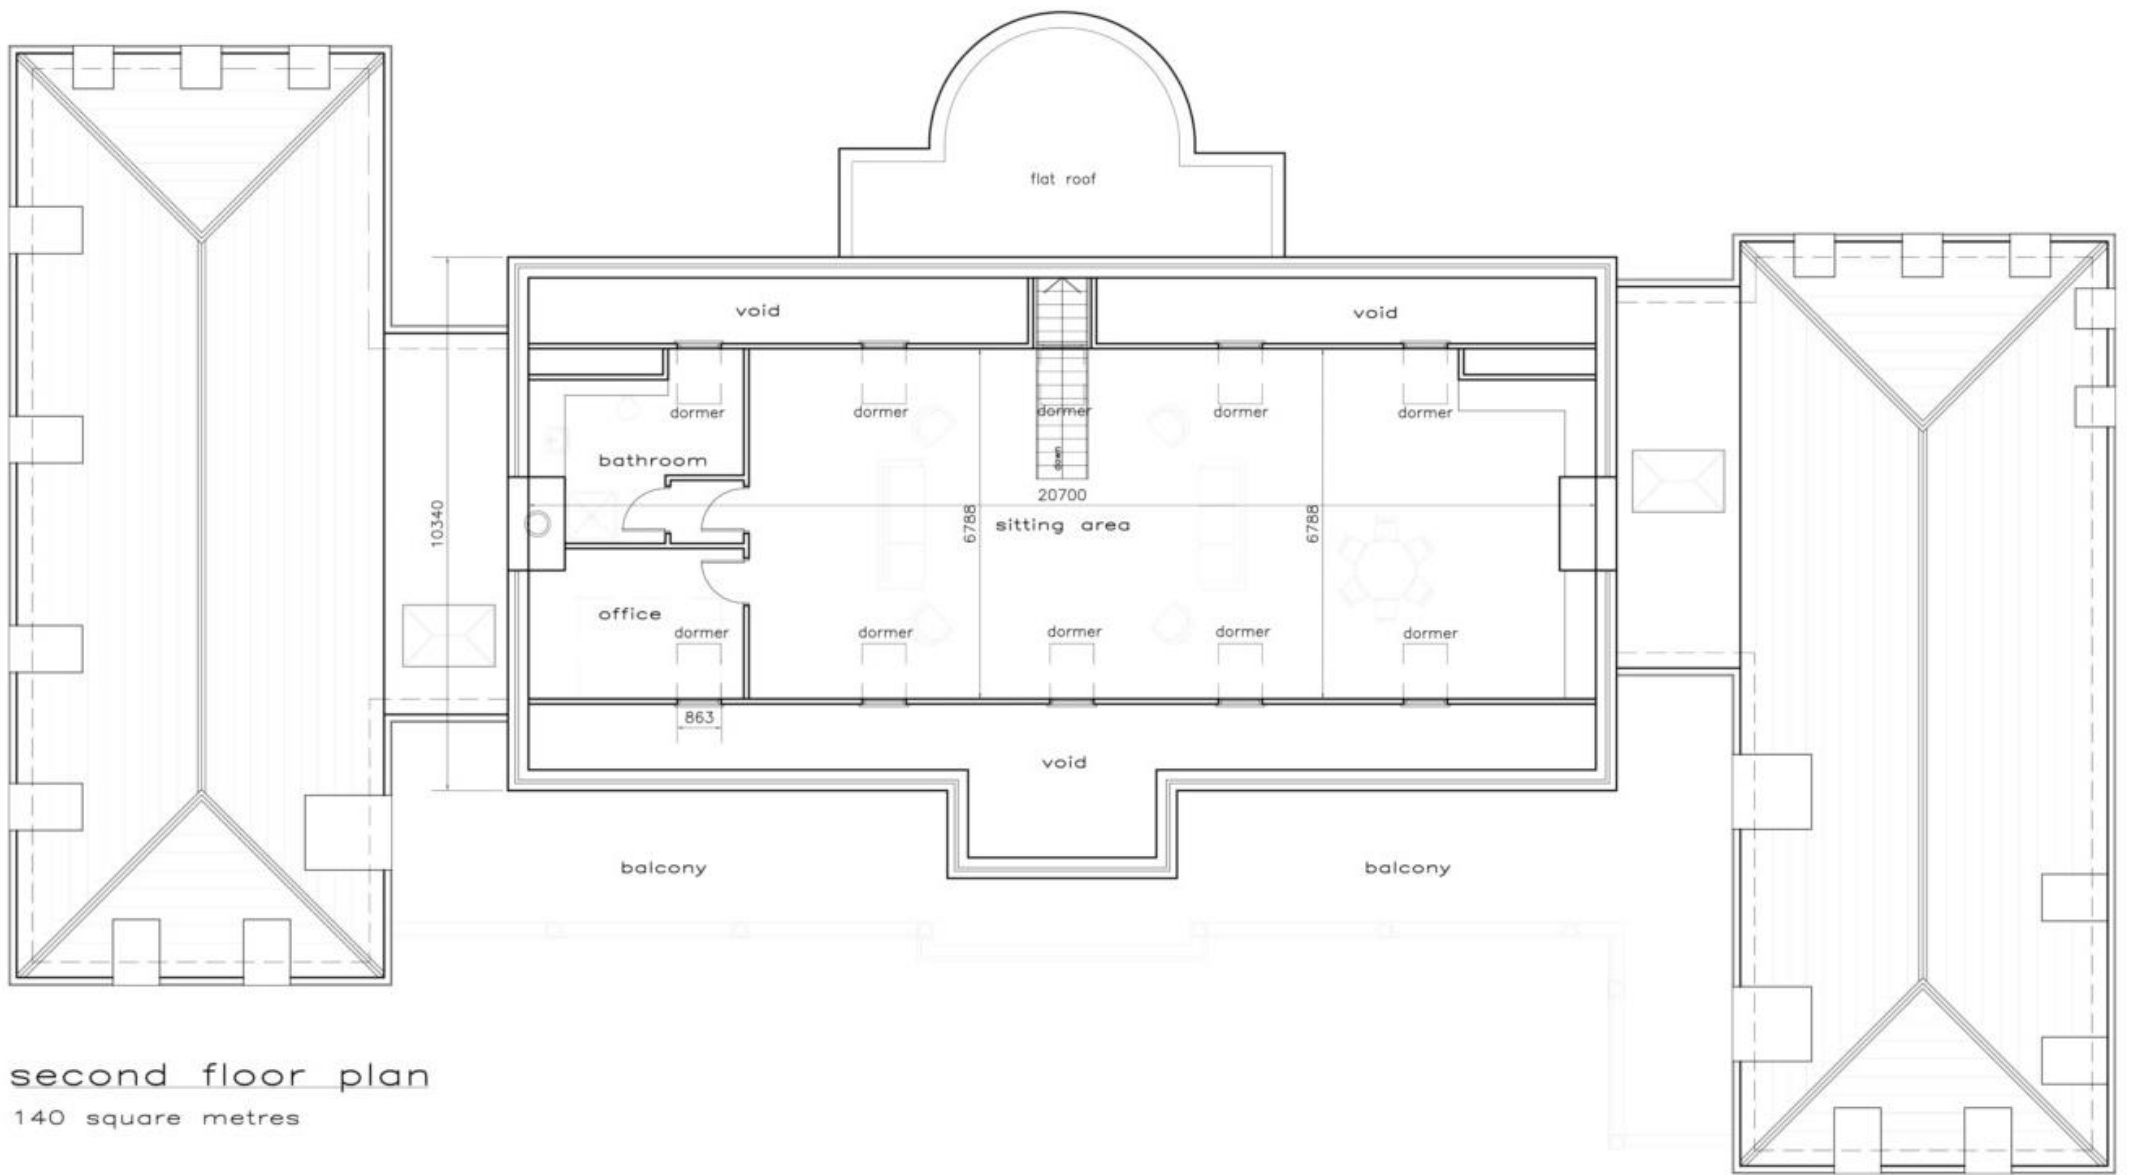 flat roof
void
void
dormer
dormer
dormer
dormer
dormer
down
bathroom
20700
10340
6788
6788
sitting area
office
dormer
dormer
dormer
dormer
dormer
863
void
balcony
balcony
second floor plan
140 square metres